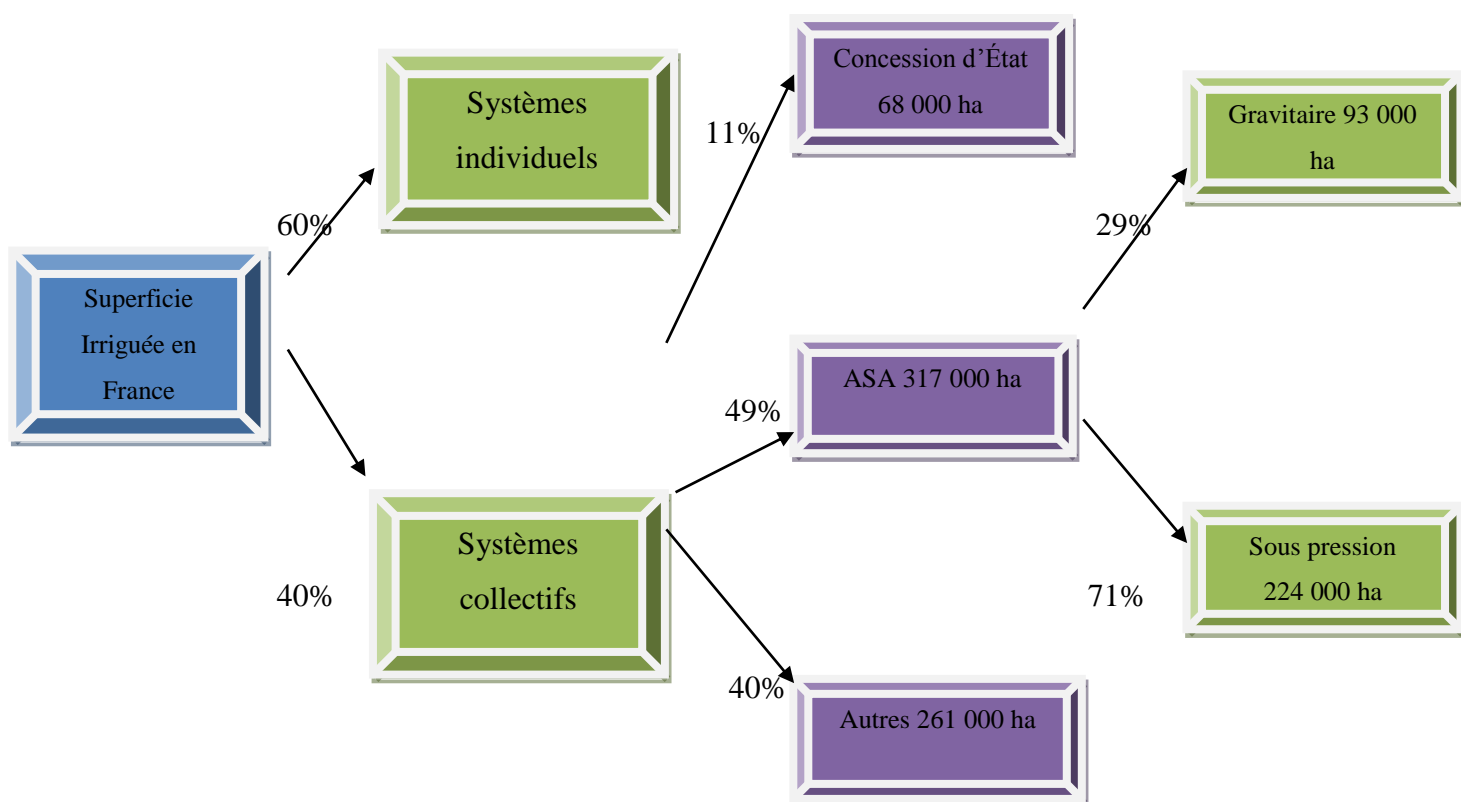 Systèmes
individuels
Concession d’État
68 000 ha
Gravitaire 93 000
ha
11%
60%
29%
Superficie
Irriguée en
France
ASA 317 000 ha
49%
Systèmes
collectifs
40%
Sous pression
224 000 ha
71%
40%
Autres 261 000 ha